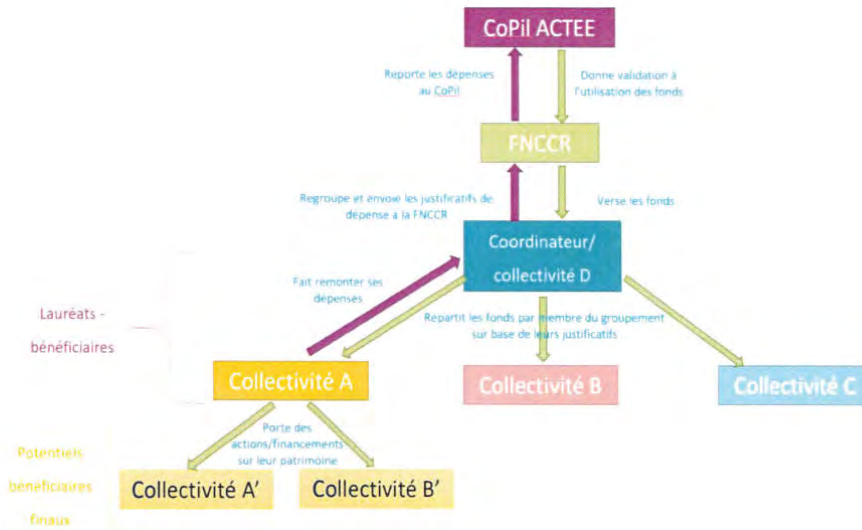 CoPil ACTEE
Reporte les dépenses
au CoPil
Donne validation à
l'utilisation des fonds
FNCCR
Regroupe et envoie les justificatifs de
dépense à la FNCCR
Verse les fonds
Coordinateur/
collectivité D
Fait remonter ses
dépenses
Repartit les fonds par membre du groupement
sur base de leurs justificatifs
Lauréats -
bénéficiaires
Collectivité A
Collectivité B
Collectivité C
Porte des
actions/financements
sur leur patrimoine
Potentiels
bénéficiaires
finaux
Collectivité A'
Collectivité B'